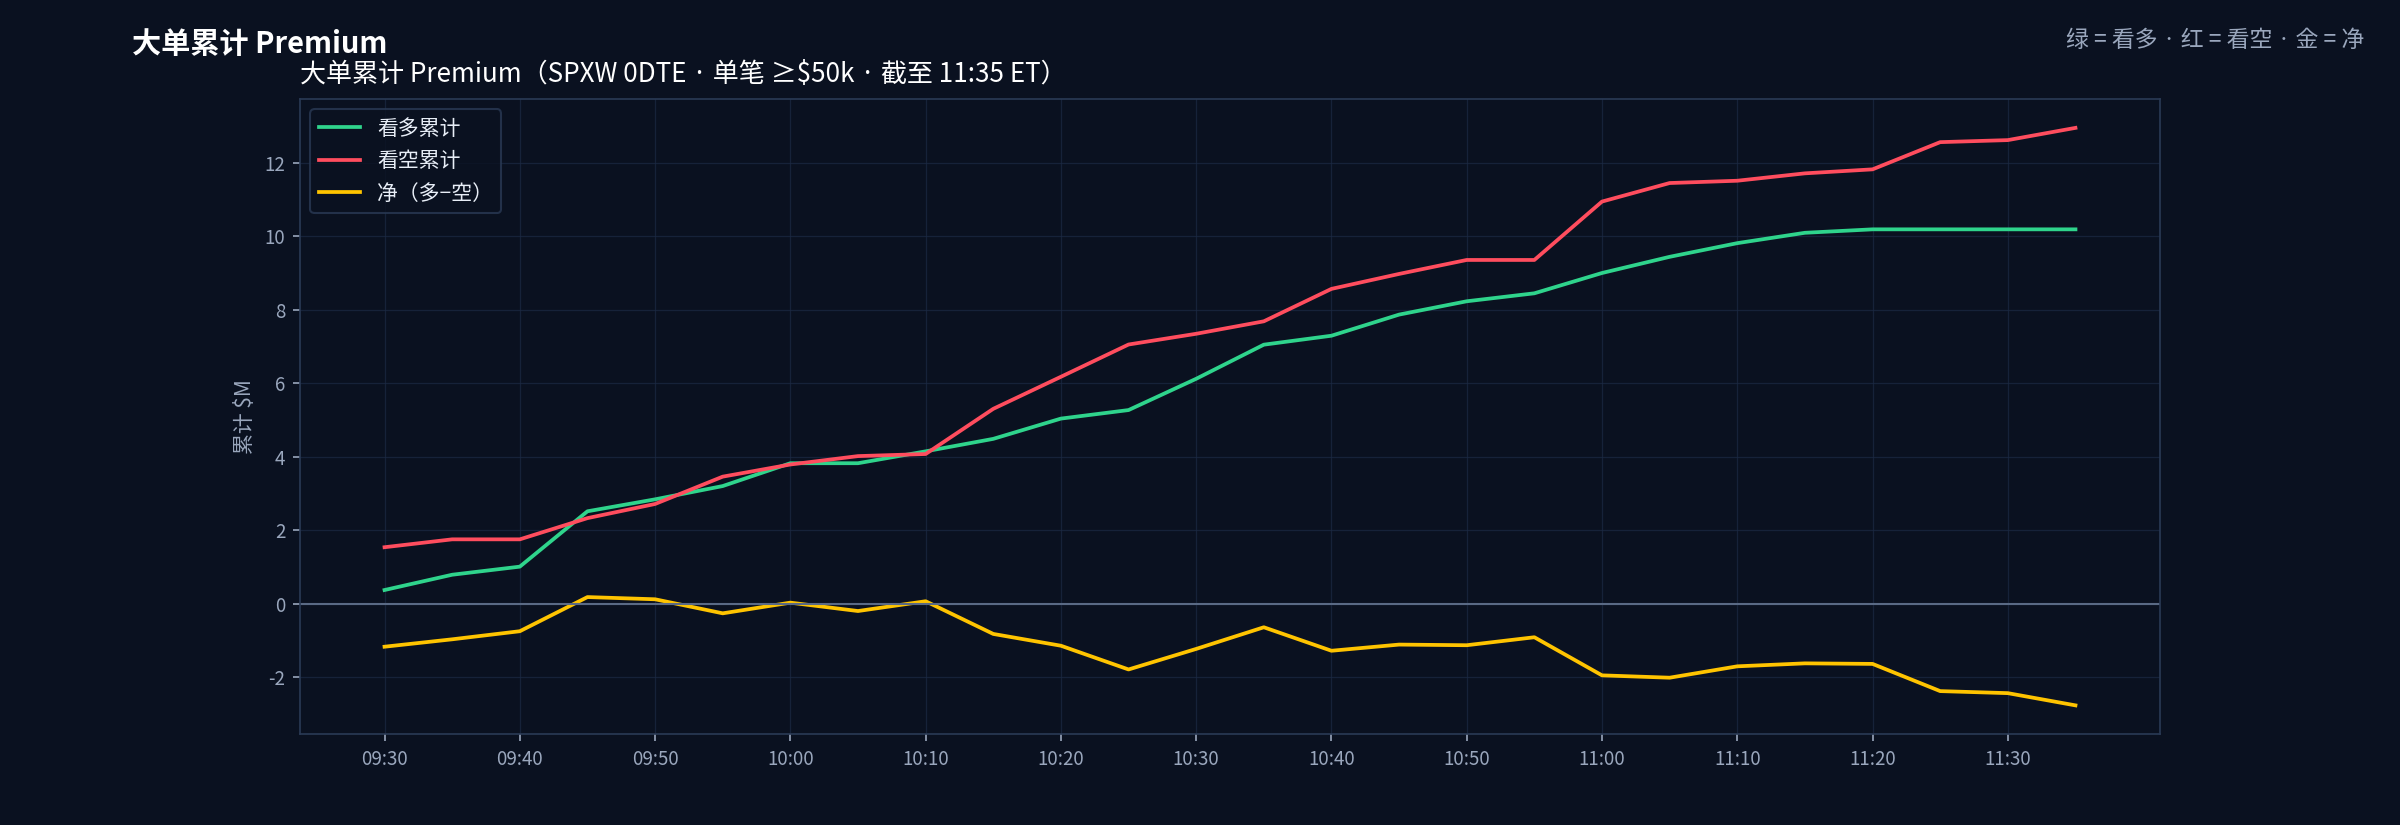 大单累计 Premium
绿 = 看多 · 红 = 看空 · 金 = 净
大单累计 Premium（SPXW 0DTE · 单笔 ≥$50k · 截至 11:35 ET）
看多累计
看空累计
净（多−空）
累计 $M
12
10
8
6
4
2
0
-2
09:30 09:40 09:50 10:00 10:10 10:20 10:30 10:40 10:50 11:00 11:10 11:20 11:30